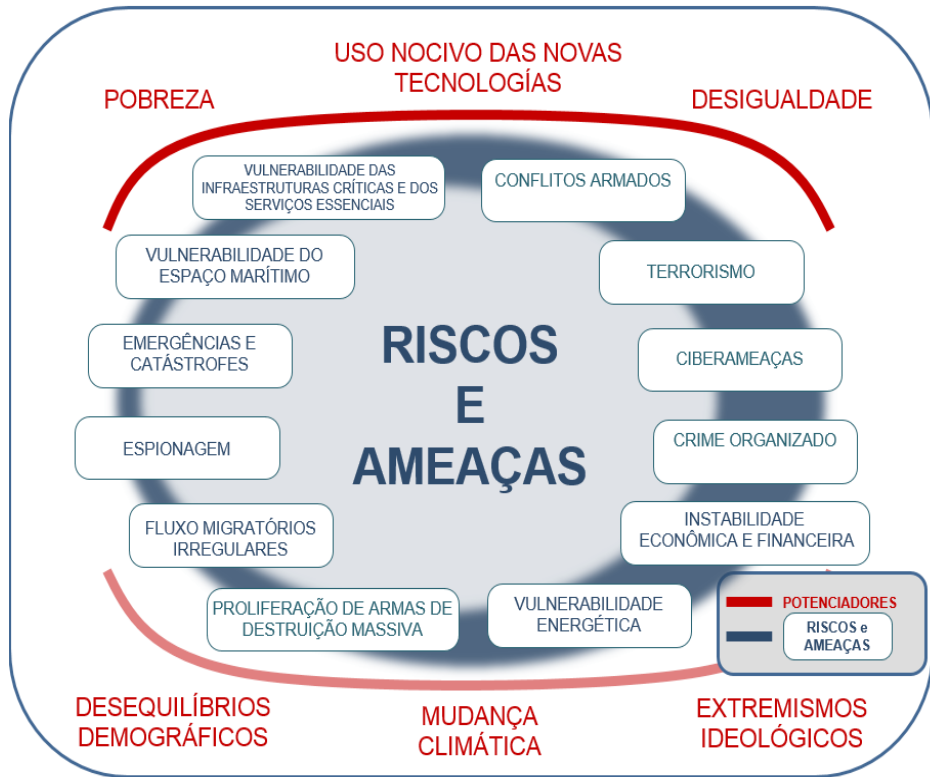 USO NOCIVO DAS NOVAS
TECNOLOGÍAS
POBREZA
DESIGUALDADE
VULNERABILIDADE DAS
INFRAESTRUTURAS CRÍTICAS E DOS
SERVIÇOS ESSENCIAIS
CONFLITOS ARMADOS
VULNERABILIDADE DO
ESPAÇO MARÍTIMO
TERRORISMO
EMERGÊNCIAS E
CATÁSTROFES
CIBERAMEAÇAS
RISCOS
E
AMEAÇAS
ESPIONAGEM
CRIME ORGANIZADO
FLUXO MIGRATÓRIOS
IRREGULARES
INSTABILIDADE
ECONÔMICA E FINANCEIRA
PROLIFERAÇÃO DE ARMAS DE
DESTRUIÇÃO MASSIVA
VULNERABILIDADE
ENERGÉTICA
POTENCIADORES
RISCOS e
AMEAÇAS
DESEQUILÍBRIOS
DEMOGRÁFICOS
MUDANÇA
CLIMÁTICA
EXTREMISMOS
IDEOLÓGICOS